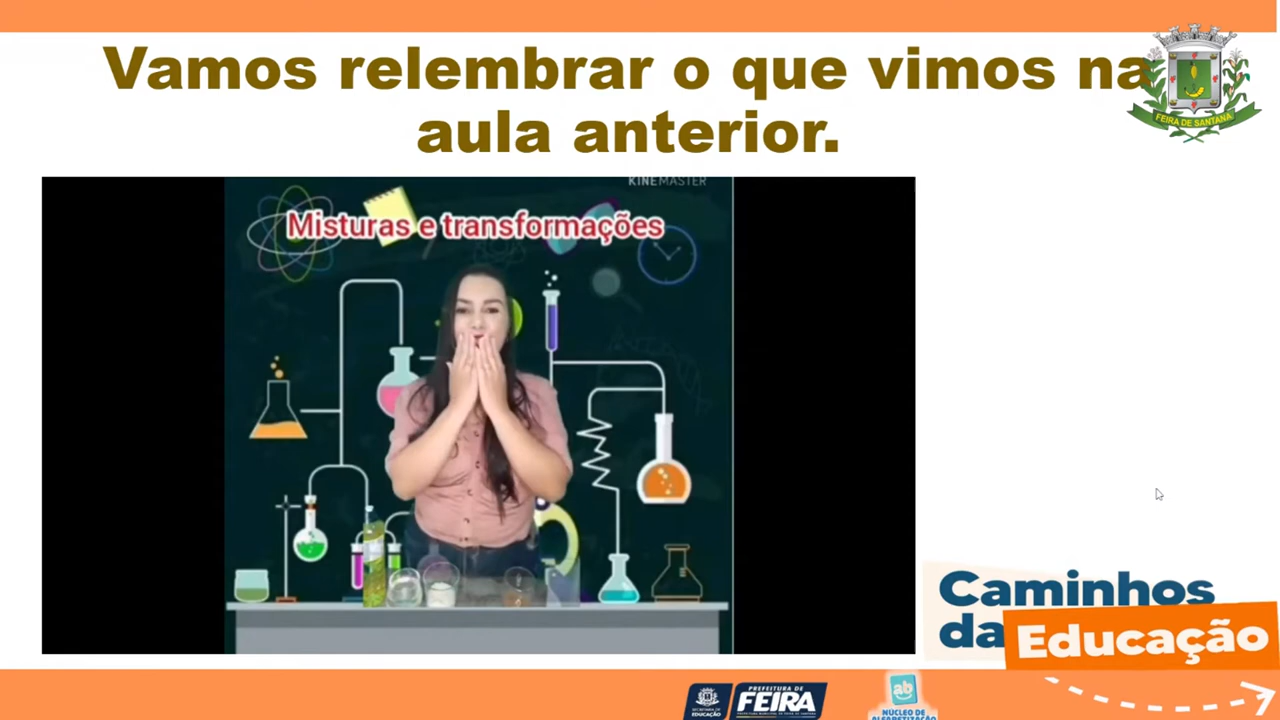 Vamos relembrar o que vimos na
aula anterior.
FEIRA DE SANTANA
KINEMASTER
Misturas e transformações
Caminhos
da Educação
SECRETARIA DE
EDUCAÇÃO
PREFEITURA DE
FEIRA
ab
NÚCLEO DE
ALFABETIZAÇÃO